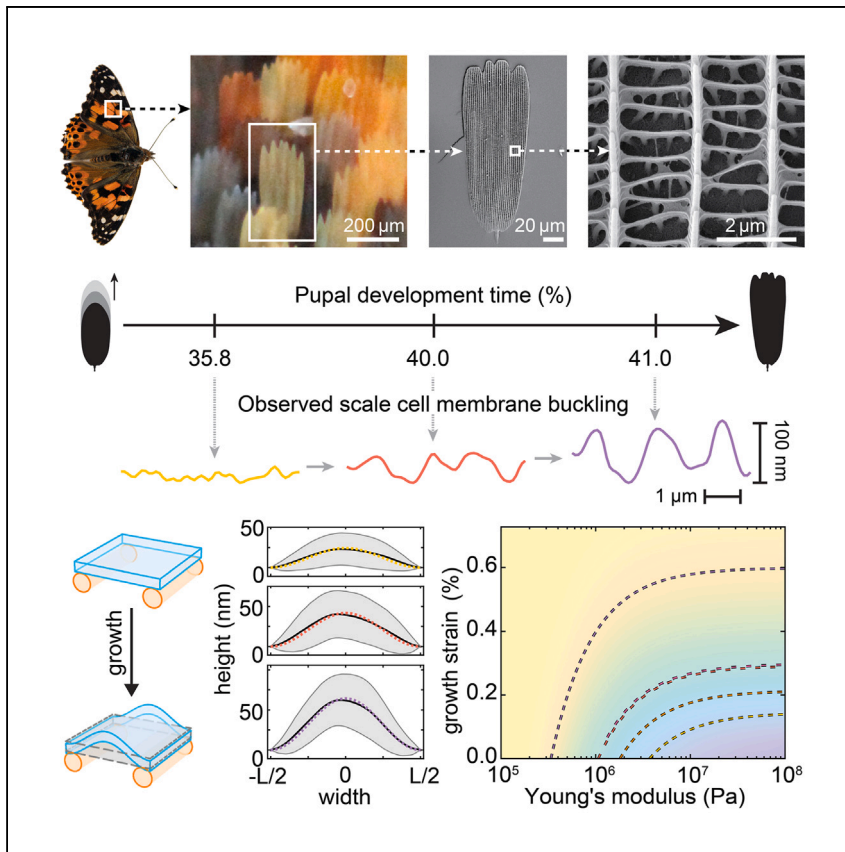 200 µm
20 µm
2 µm
Pupal development time (%)
35.8
40.0
41.0
Observed scale cell membrane buckling
100 nm
1 µm
growth
height (nm)
50
0
50
0
50
0
-L/2
0
L/2
width
growth strain (%)
0.6
0.4
0.2
0.0
10⁵
10⁶
10⁷
10⁸
Young's modulus (Pa)